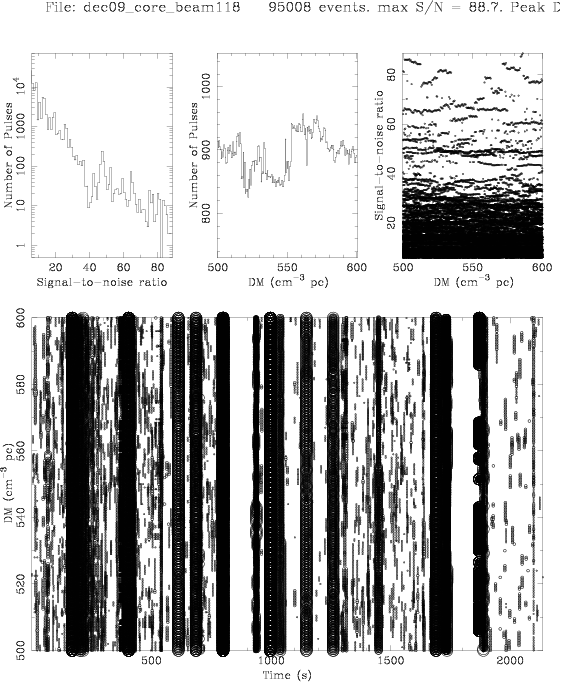 File: dec09_core_beam118 95008 events. max S/N = 88.7. Peak D
10⁴
1000
100
10
1
Number of Pulses
20 40 60 80
Signal-to-noise ratio
1000
900
800
Number of Pulses
500 550 600
DM (cm⁻³ pc)
80
60
40
20
Signal-to-noise ratio
500 550 600
DM (cm⁻³ pc)
600
580
560
540
520
500
DM (cm⁻³ pc)
500 1000 1500 2000
Time (s)